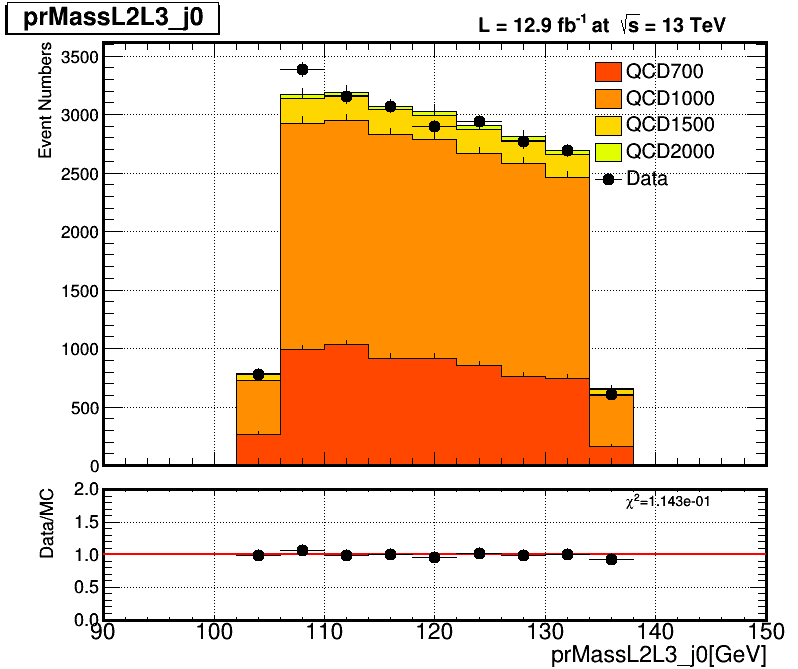 prMassL2L3_j0
L = 12.9 fb⁻¹ at √s = 13 TeV
Event Numbers
3500
3000
2500
2000
1500
1000
500
0
QCD700
QCD1000
QCD1500
QCD2000
Data
Data/MC
2.0
1.5
1.0
0.5
0.0
χ²=1.143e-01
90 100 110 120 130 140 150
prMassL2L3_j0[GeV]